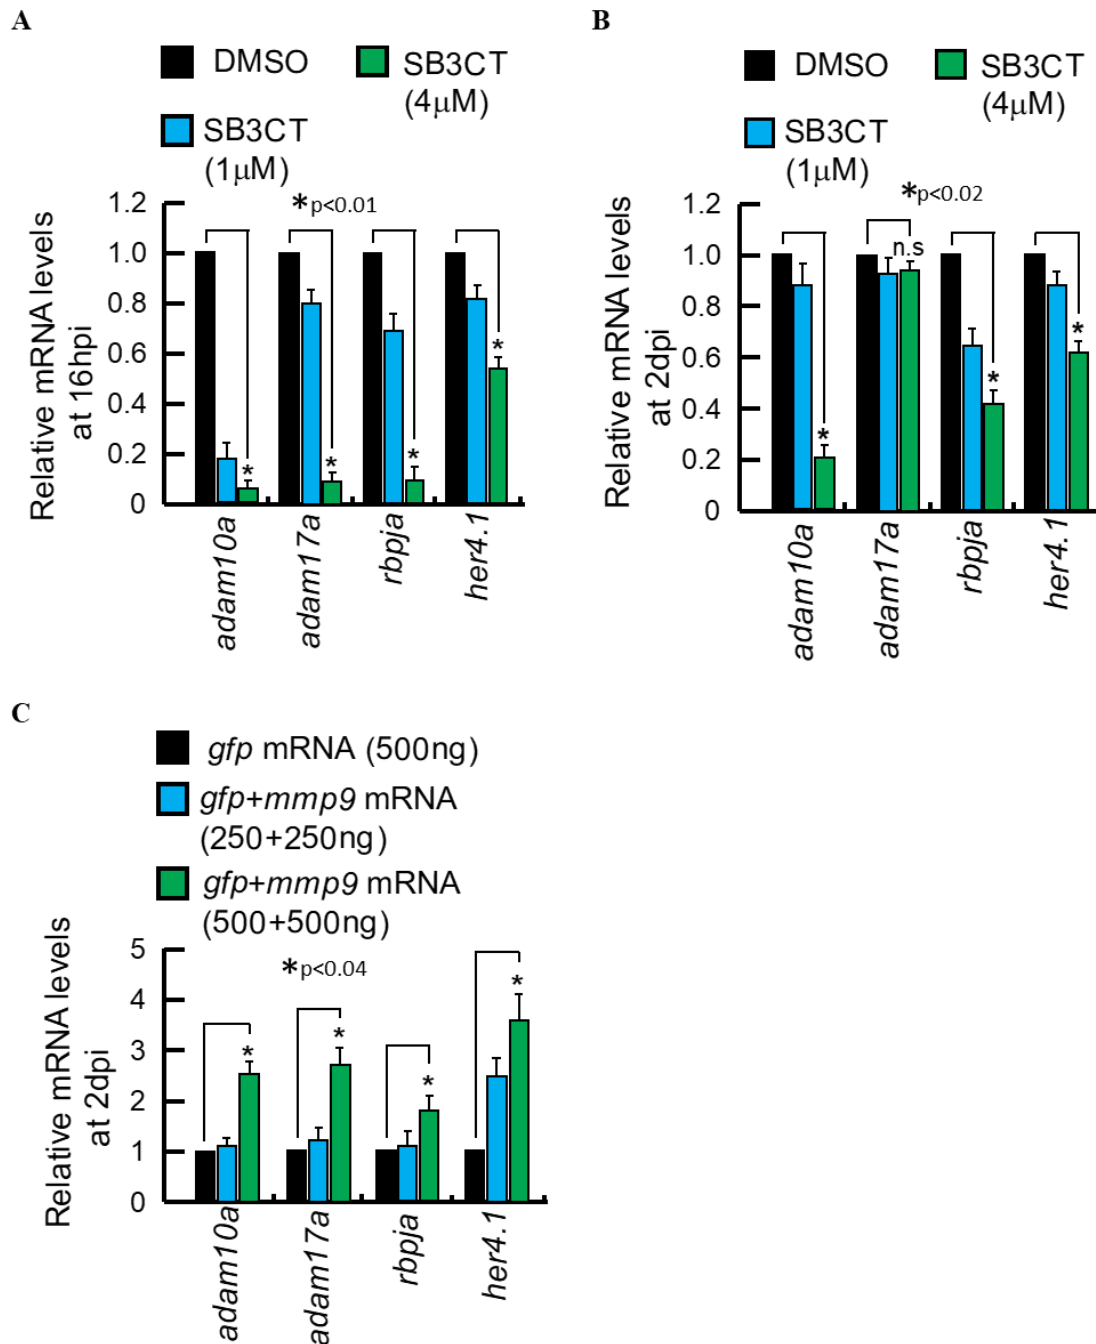 A
DMSO
SB3CT
(4µM)
SB3CT
(1µM)
*p<0.01
Relative mRNA levels
at 16hpi
1.2
1.0
0.8
0.6
0.4
0.2
0
*
*
*
*
adam10a
adam17a
rbpja
her4.1
B
DMSO
SB3CT
(4µM)
SB3CT
(1µM)
*p<0.02
Relative mRNA levels
at 2dpi
1.2
1.0
0.8
0.6
0.4
0.2
0
*
n.s
*
*
adam10a
adam17a
rbpja
her4.1
C
gfp mRNA (500ng)
gfp+mmp9 mRNA
(250+250ng)
gfp+mmp9 mRNA
(500+500ng)
*p<0.04
Relative mRNA levels
at 2dpi
5
4
3
2
1
0
*
*
*
*
adam10a
adam17a
rbpja
her4.1